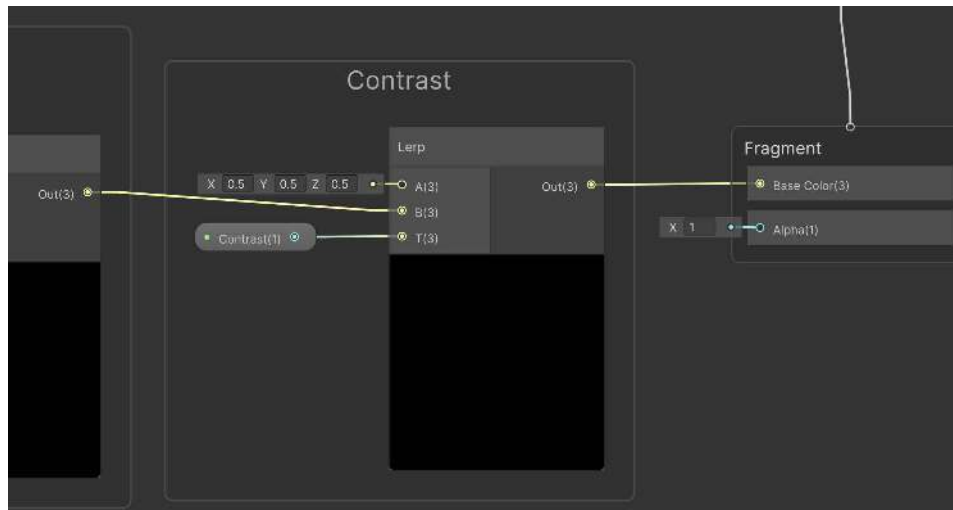 Contrast
Fragment
Lerp
X 0.5 Y 0.5 Z 0.5
A(3)
Out(3)
Base Color(3)
Out(3)
B(3)
Contrast(1)
T(3)
X 1
Alpha(1)